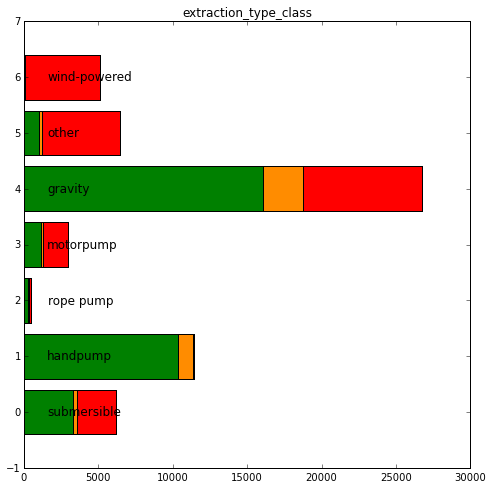 extraction_type_class
7
6
wind-powered
5
other
4
gravity
3
motorpump
2
rope pump
1
handpump
0
submersible
−1
0 5000 10000 15000 20000 25000 30000